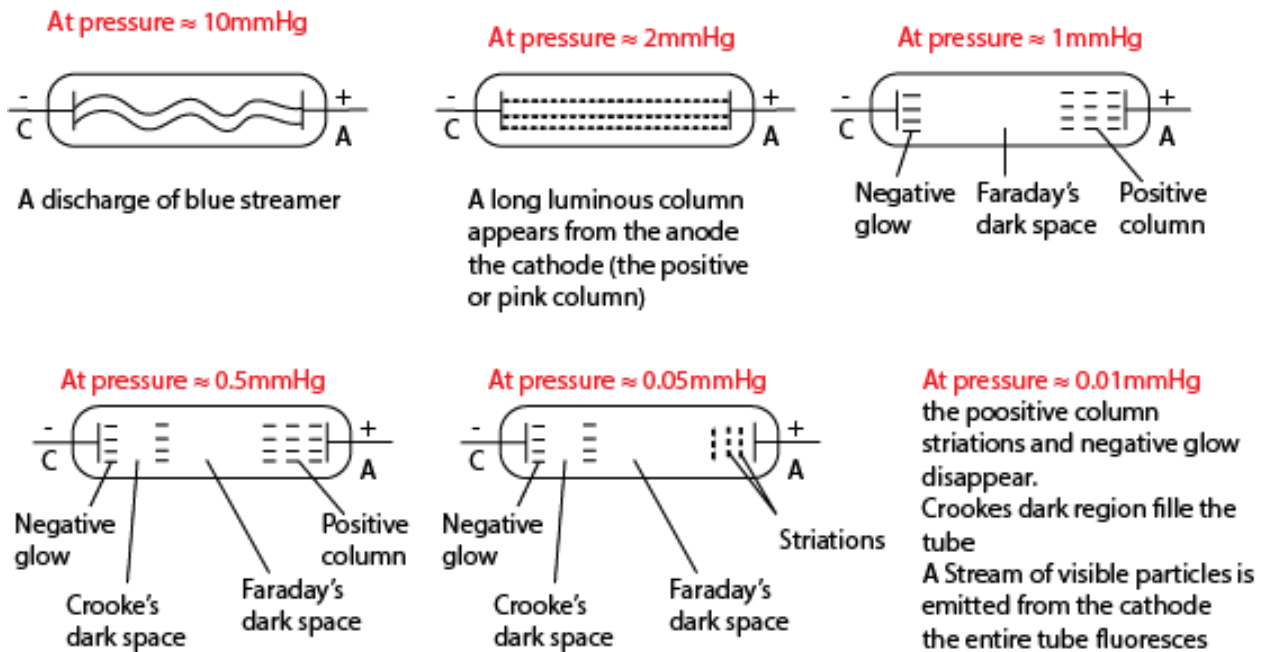 At pressure ≈ 10mmHg
-
+
C
A
A discharge of blue streamer
At pressure ≈ 2mmHg
-
+
C
A
A long luminous column
appears from the anode
the cathode (the positive
or pink column)
At pressure ≈ 1mmHg
-
+
C
A
Negative
glow
Faraday's
dark space
Positive
column
At pressure ≈ 0.5mmHg
-
+
C
A
Negative
glow
Crooke's
dark space
Faraday's
dark space
Positive
column
At pressure ≈ 0.05mmHg
-
+
C
A
Negative
glow
Crooke's
dark space
Faraday's
dark space
Striations
At pressure ≈ 0.01mmHg
the poositive column
striations and negative glow
disappear.
Crookes dark region fille the
tube
A Stream of visible particles is
emitted from the cathode
the entire tube fluoresces